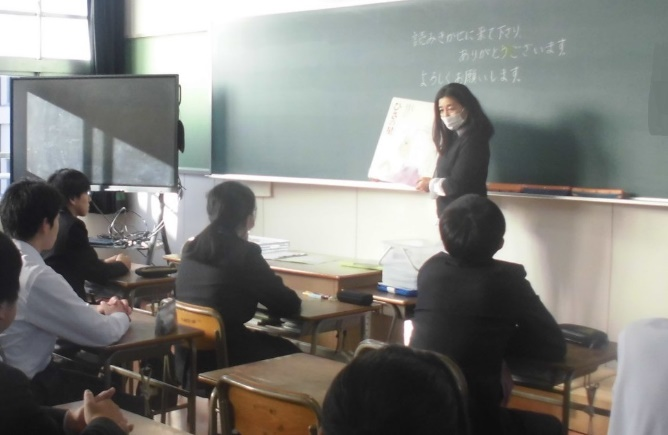 読みきかせに来て下さり
ありがとうございます。
よろしくお願いします。